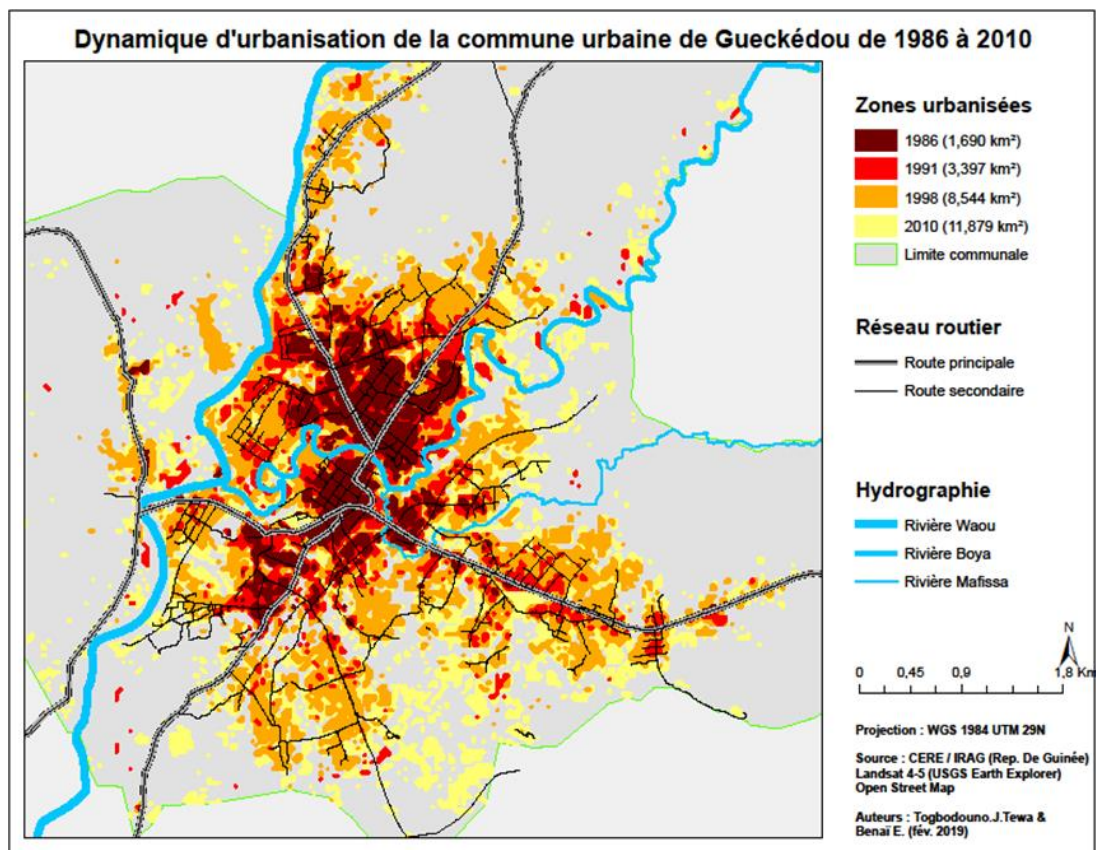 Dynamique d'urbanisation de la commune urbaine de Gueckédou de 1986 à 2010
Zones urbanisées
1986 (1,690 km²)
1991 (3,397 km²)
1998 (8,544 km²)
2010 (11,879 km²)
Limite communale
Réseau routier
Route principale
Route secondaire
Hydrographie
Rivière Waou
Rivière Boya
Rivière Mafissa
N
0 0,45 0,9 1,8 Km
Projection : WGS 1984 UTM 29N
Source : CERE / IRAG (Rep. De Guinée)
Landsat 4-5 (USGS Earth Explorer)
Open Street Map
Auteurs : Togbodouno.J.Tewa &
Benaï E. (fév. 2019)